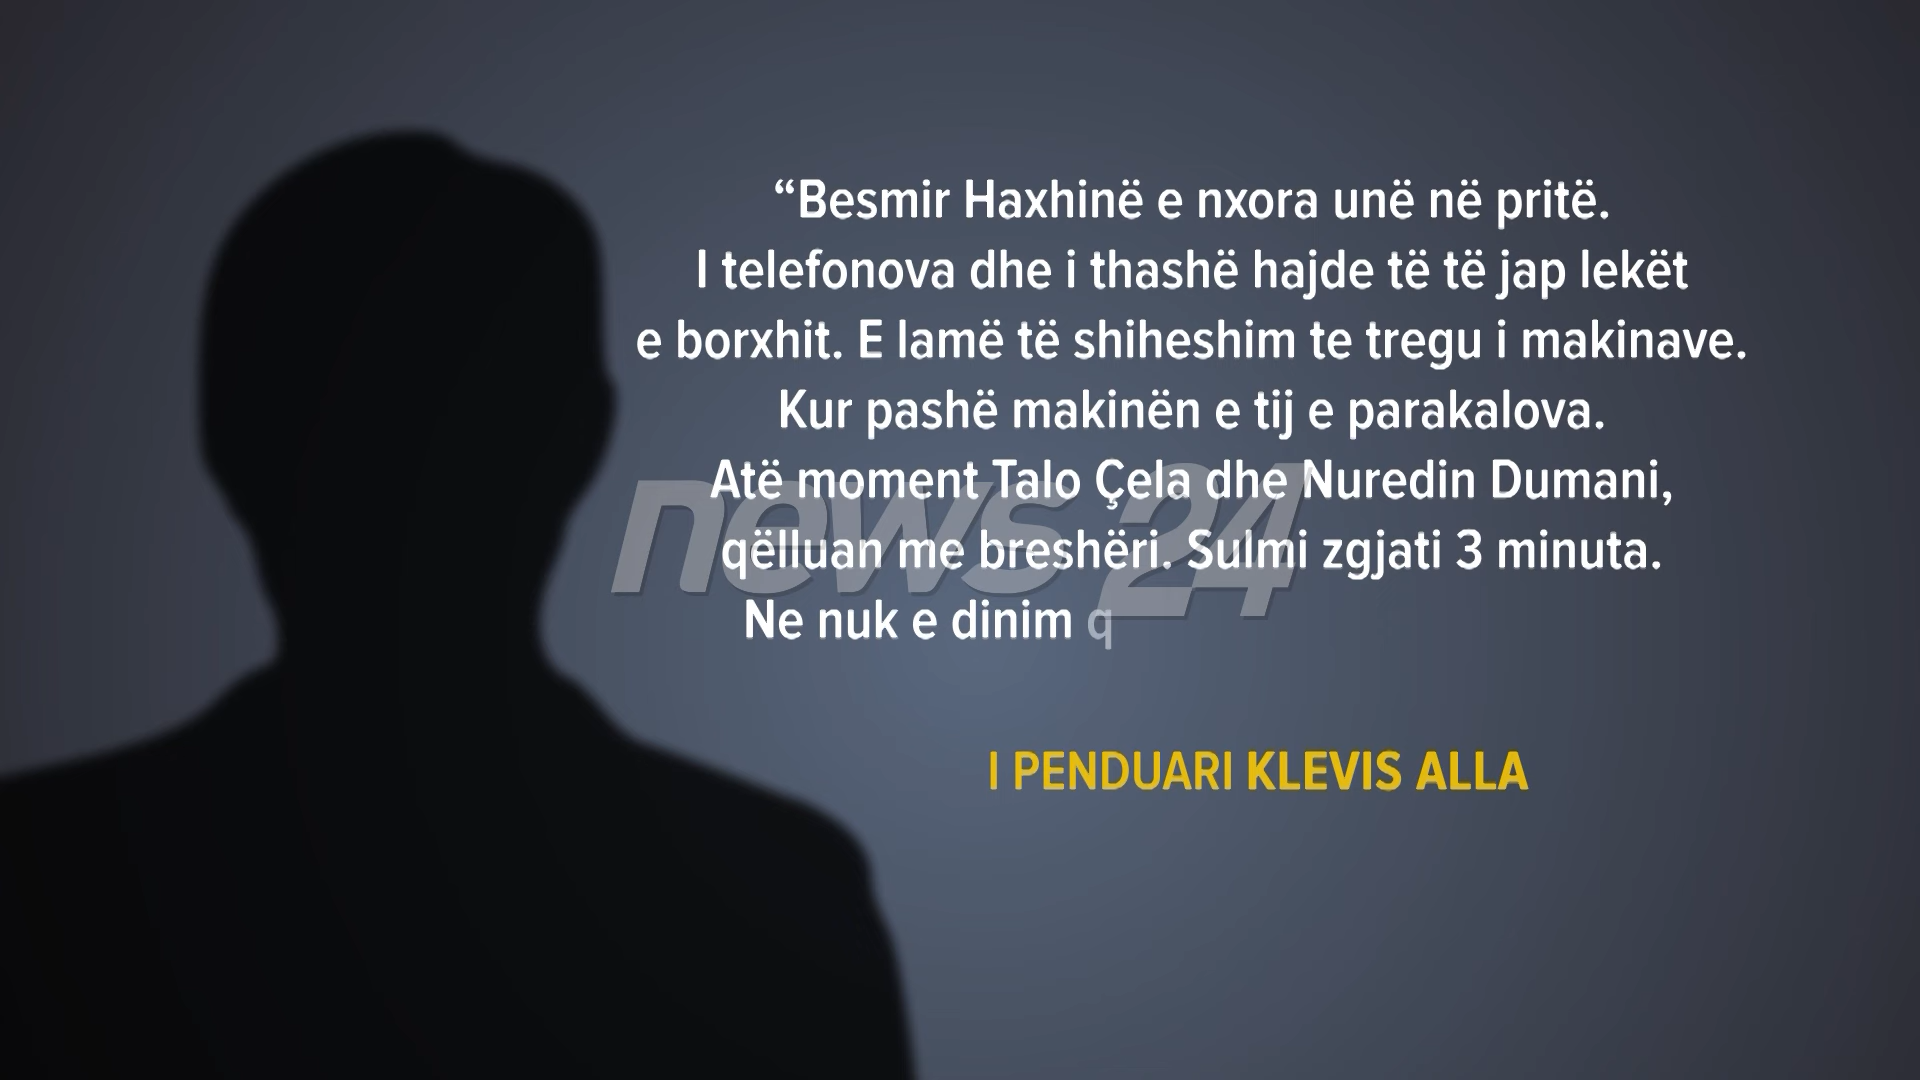 “Besmir Haxhinë e nxora unë në pritë.
I telefonova dhe i thashë hajde të të jap lekët
e borxhit. E lamë të shiheshim te tregu i makinave.
Kur pashë makinën e tij e parakalova.
Atë moment Talo Çela dhe Nuredin Dumani,
qëlluan me breshëri. Sulmi zgjati 3 minuta.
Ne nuk e dinim q
news 24
I PENDUARI KLEVIS ALLA